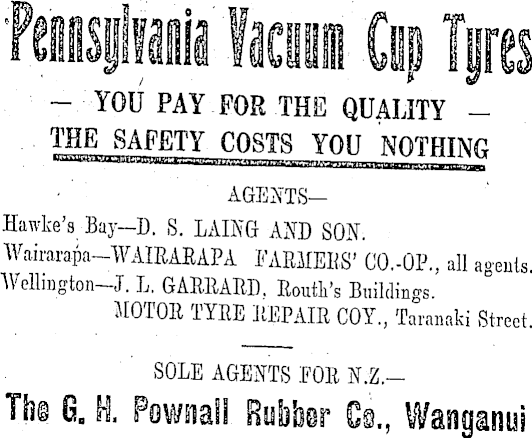 Pennsylvania Vacuum Cup Tyres
— YOU PAY FOR THE QUALITY —
THE SAFETY COSTS YOU NOTHING
AGENTS—
Hawke's Bay—D. S. LAING AND SON.
Wairarapa—WAIRARAPA FARMERS' CO.-OP., all agents.
Wellington—J. L. GARRARD, Routh's Buildings.
MOTOR TYRE REPAIR COY., Taranaki Street.
SOLE AGENTS FOR N.Z.—
The G. H. Pownall Rubber Co., Wanganui